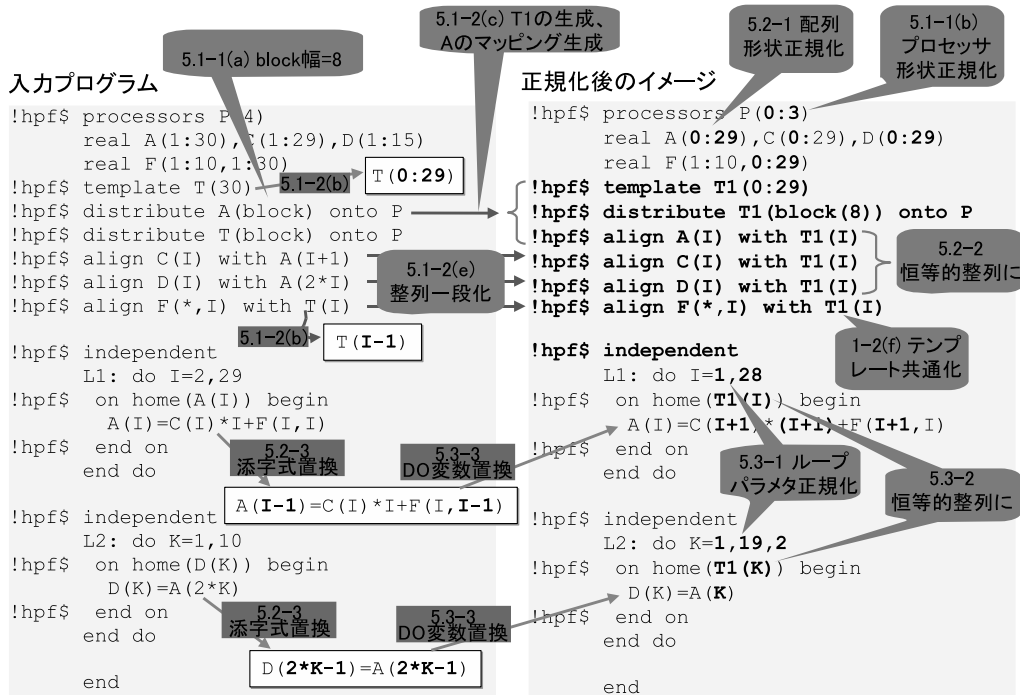 5.1-1(a) block幅=8
5.1-2(c) T1の生成、
Aのマッピング生成
5.2-1 配列
形状正規化
5.1-1(b)
プロセッサ
形状正規化
入力プログラム
!hpf$ processors P(4)
real A(1:30),C(1:29),D(1:15)
real F(1:10,1:30)
!hpf$ template T(30)
5.1-2(b)
T(0:29)
!hpf$ distribute A(block) onto P
!hpf$ distribute T(block) onto P
!hpf$ align C(I) with A(I+1)
!hpf$ align D(I) with A(2*I)
!hpf$ align F(*,I) with T(I)
5.1-2(e)
整列一段化
5.1-2(b)
T(I-1)
!hpf$ independent
L1: do I=2,29
!hpf$ on home(A(I)) begin
A(I)=C(I)*I+F(I,I)
!hpf$ end on
end do
5.2-3
添字式置換
5.3-3
DO変数置換
A(I-1)=C(I)*I+F(I,I-1)
!hpf$ independent
L2: do K=1,10
!hpf$ on home(D(K)) begin
D(K)=A(2*K)
!hpf$ end on
end do
5.2-3
添字式置換
5.3-3
DO変数置換
D(2*K-1)=A(2*K-1)
end
正規化後のイメージ
!hpf$ processors P(0:3)
real A(0:29),C(0:29),D(0:29)
real F(1:10,0:29)
!hpf$ template T1(0:29)
!hpf$ distribute T1(block(8)) onto P
!hpf$ align A(I) with T1(I)
!hpf$ align C(I) with T1(I)
!hpf$ align D(I) with T1(I)
!hpf$ align F(*,I) with T1(I)
5.2-2
恒等的整列に
1-2(f) テンプ
レート共通化
!hpf$ independent
L1: do I=1,28
!hpf$ on home(T1(I)) begin
A(I)=C(I+1)*(I+1)+F(I+1,I)
!hpf$ end on
end do
5.3-1 ループ
パラメタ正規化
5.3-2
恒等的整列に
!hpf$ independent
L2: do K=1,19,2
!hpf$ on home(T1(K)) begin
D(K)=A(K)
!hpf$ end on
end do
end